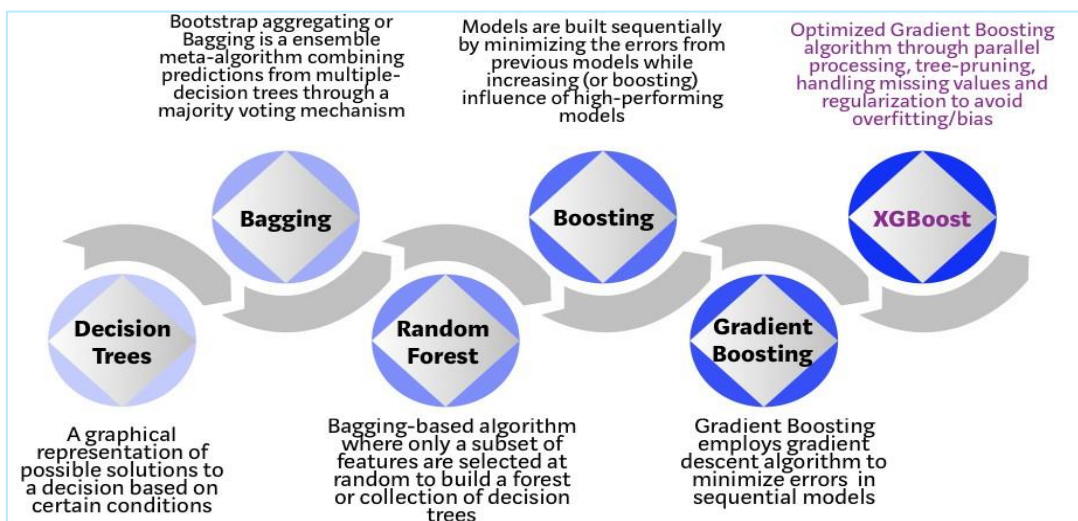 Bootstrap aggregating or
Bagging is a ensemble
meta-algorithm combining
predictions from multiple-
decision trees through a
majority voting mechanism
Models are built sequentially
by minimizing the errors from
previous models while
increasing (or boosting)
influence of high-performing
models
Optimized Gradient Boosting
algorithm through parallel
processing, tree-pruning,
handling missing values and
regularization to avoid
overfitting/bias
Bagging
Boosting
XGBoost
Decision
Trees
Random
Forest
Gradient
Boosting
A graphical
representation of
possible solutions to
a decision based on
certain conditions
Bagging-based algorithm
where only a subset of
features are selected at
random to build a forest
or collection of decision
trees
Gradient Boosting
employs gradient
descent algorithm to
minimize errors in
sequential models